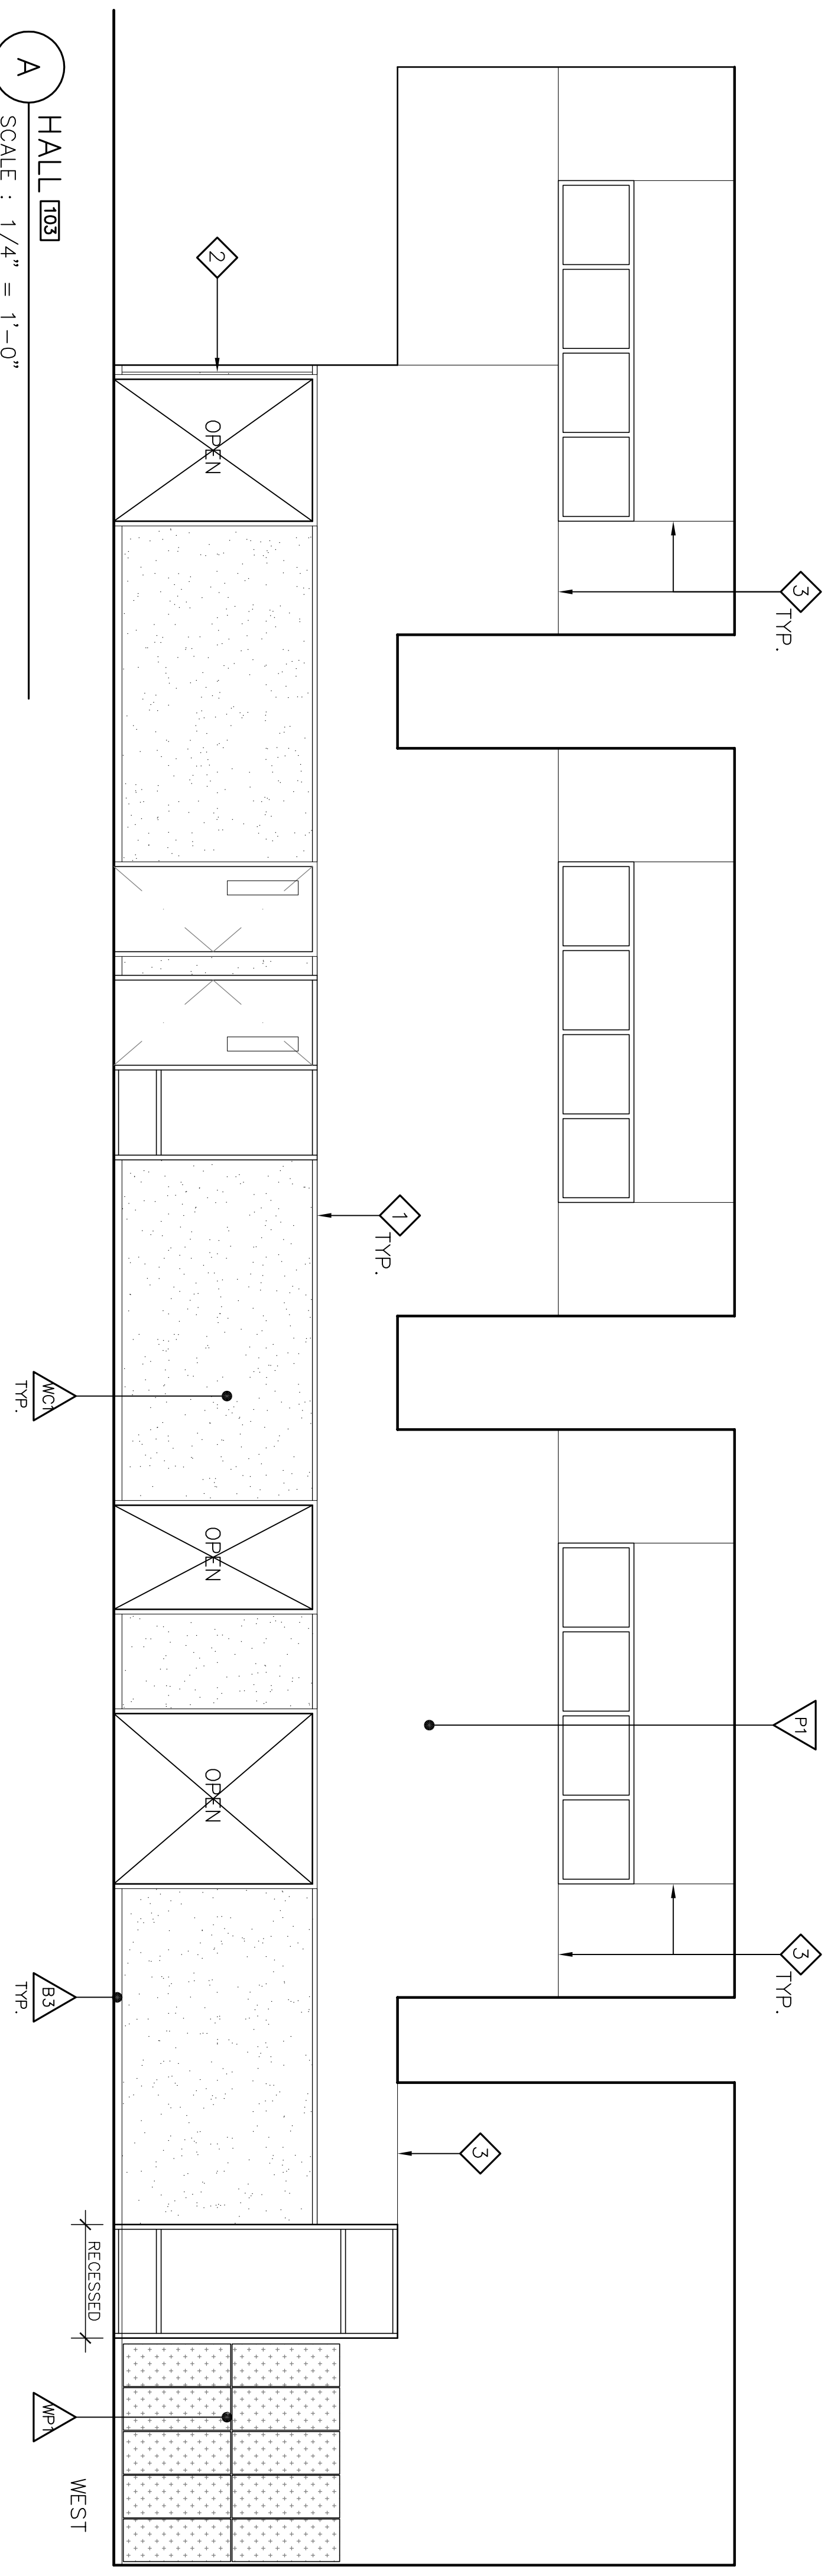 3
TYP.
P1
3
TYP.
3
1
TYP.
2
OPEN
OPEN
OPEN
RECESSED
WC1
TYP.
B3
TYP.
WP1
WEST
A
HALL 103
SCALE : 1/4" = 1'-0"